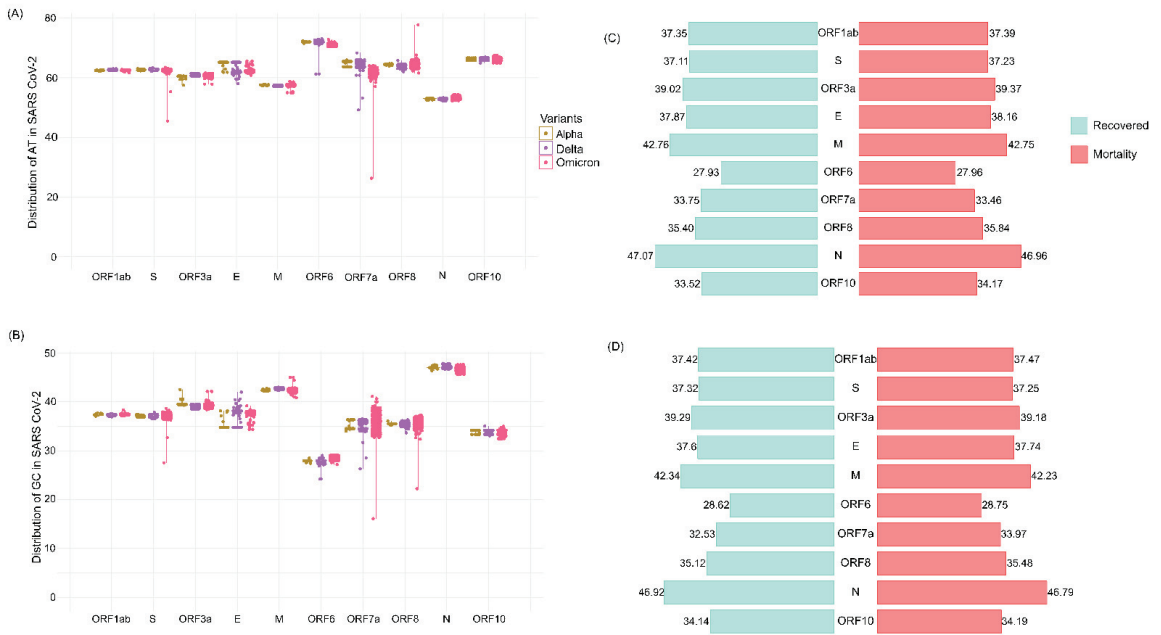 (A)
Distribution of AT in SARS CoV-2
80
60
40
20
0
ORF1ab S ORF3a E M ORF6 ORF7a ORF8 N ORF10
Variants
Alpha
Delta
Omicron
(B)
Distribution of GC in SARS CoV-2
50
40
30
20
10
0
ORF1ab S ORF3a E M ORF6 ORF7a ORF8 N ORF10
(C)
37.35 ORF1ab 37.39
37.11 S 37.23
39.02 ORF3a 39.37
37.87 E 38.16
42.76 M 42.75
27.93 ORF6 27.96
33.75 ORF7a 33.46
35.40 ORF8 35.84
47.07 N 46.96
33.52 ORF10 34.17
Recovered
Mortality
(D)
37.42 ORF1ab 37.47
37.32 S 37.25
39.29 ORF3a 39.18
37.6 E 37.74
42.34 M 42.23
28.62 ORF6 28.75
32.53 ORF7a 33.97
35.12 ORF8 35.48
46.92 N 46.79
34.14 ORF10 34.19